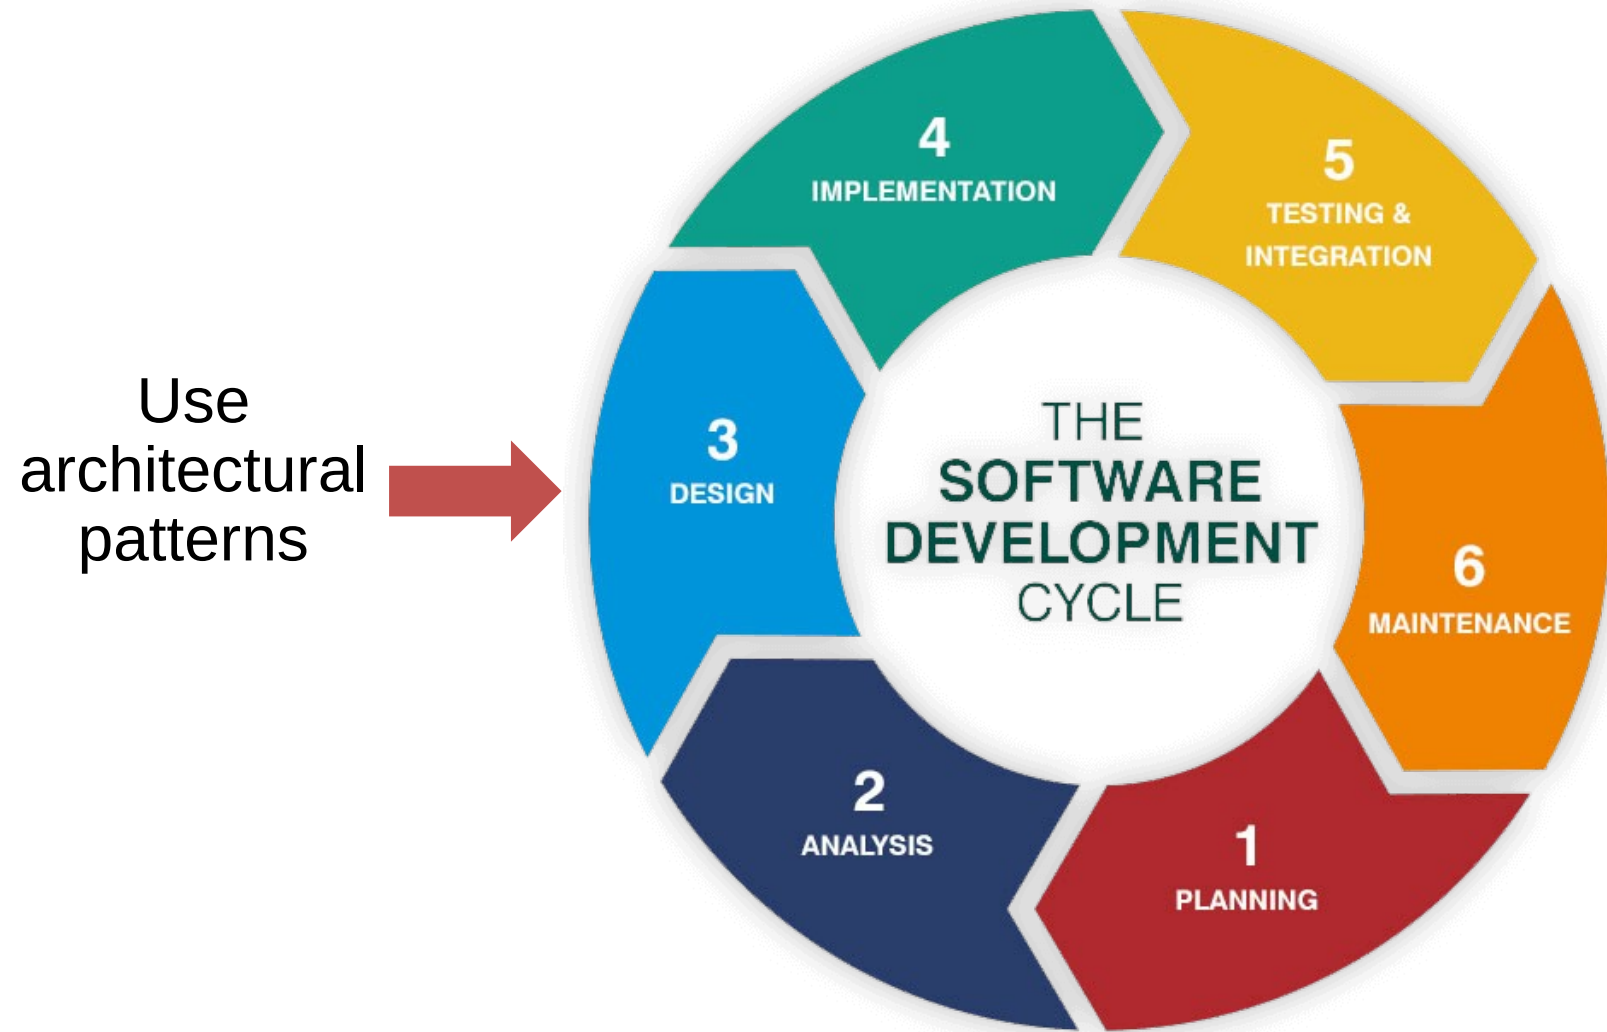 Use
architectural
patterns
4
IMPLEMENTATION
5
TESTING &
INTEGRATION
3
DESIGN
THE
SOFTWARE
DEVELOPMENT
CYCLE
6
MAINTENANCE
2
ANALYSIS
1
PLANNING